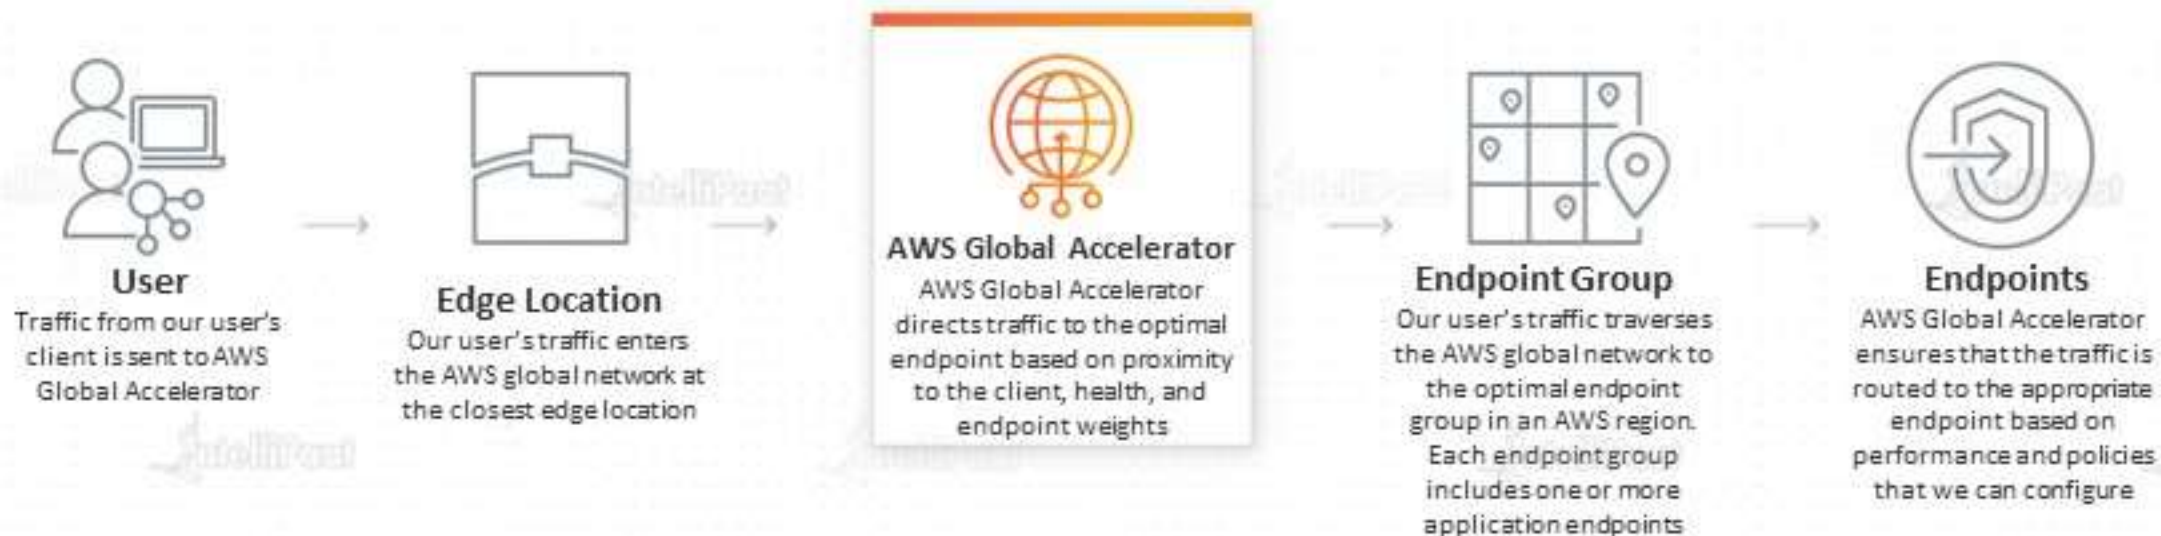 User
Traffic from our user's
client is sent to AWS
Global Accelerator
Edge Location
Our user's traffic enters
the AWS global network at
the closest edge location
AWS Global Accelerator
AWS Global Accelerator
directs traffic to the optimal
endpoint based on proximity
to the client, health, and
endpoint weights
Endpoint Group
Our user's traffic traverses
the AWS global network to
the optimal endpoint
group in an AWS region.
Each endpoint group
includes one or more
application endpoints
Endpoints
AWS Global Accelerator
ensures that the traffic is
routed to the appropriate
endpoint based on
performance and policies
that we can configure